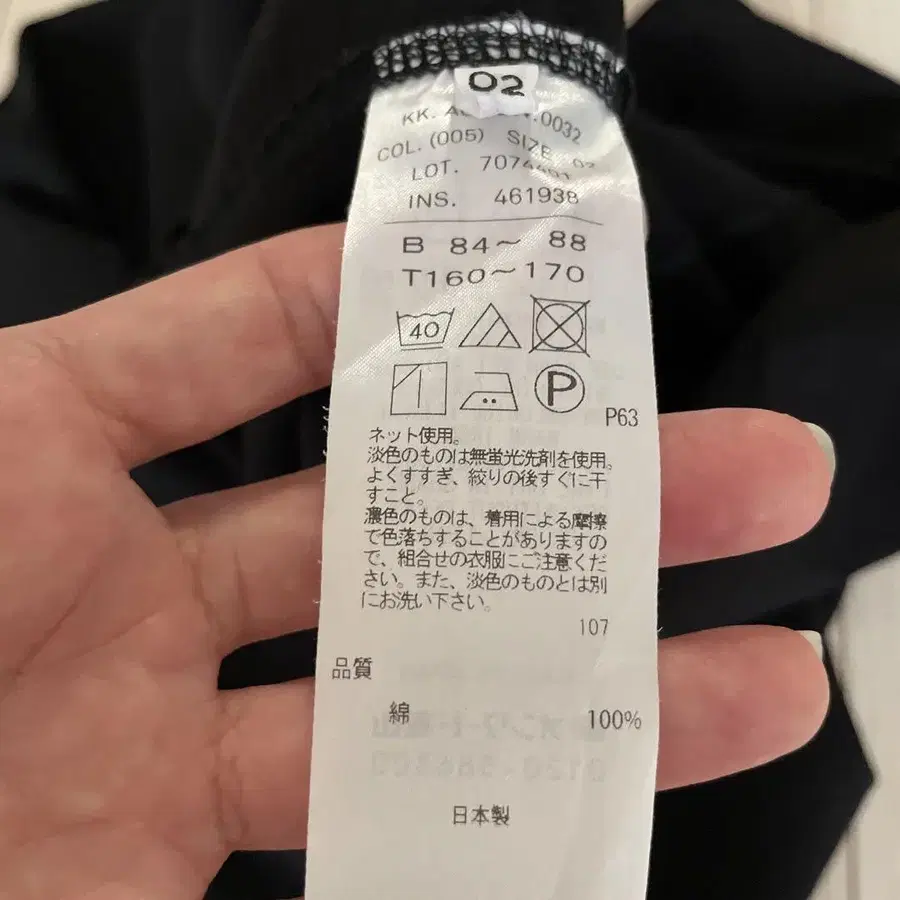 02
KK. 0032
COL. (005) SIZE 02
LOT.
INS. 461938
B 84～ 88
T160～170
40
P
P63
ネット使用。
淡色のものは無蛍光洗剤を使用。
よくすすぎ、絞りの後すぐに干
すこと。
濃色のものは、着用による摩擦
で色落ちすることがありますの
で、組合せの衣服にご注意くだ
さい。また、淡色のものとは別
にお洗い下さい。
107
品質
綿 100%
日本製